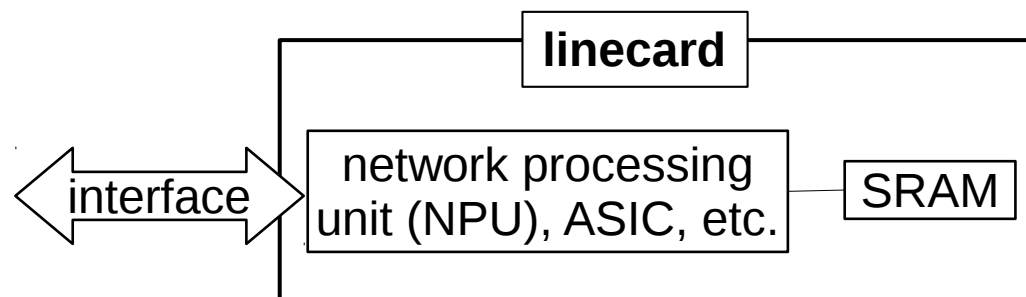 linecard
network processing
interface
unit (NPU), ASIC, etc.
SRAM